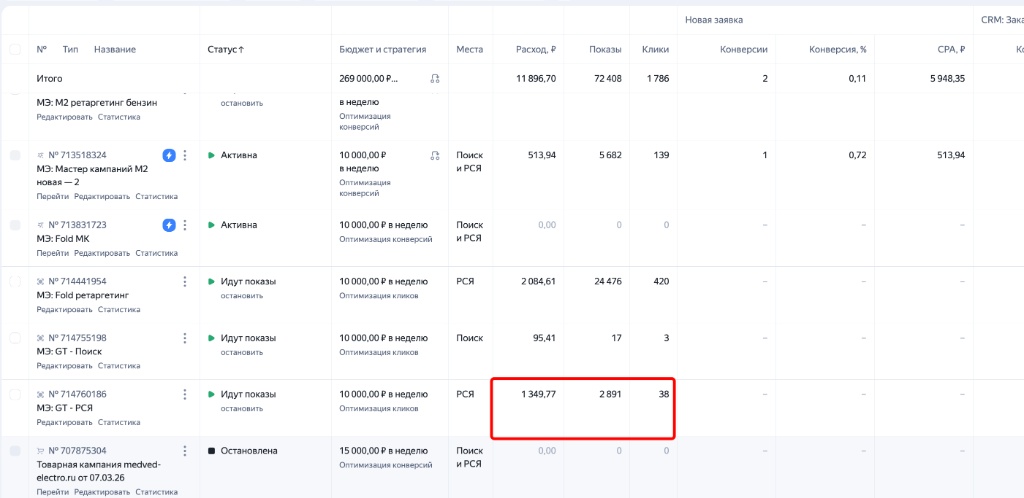 Новая заявка CRM: Зака
№ Тип Название Статус↑ Бюджет и стратегия Места Расход, ₽ Показы Клики Конверсии Конверсия, % CPA, ₽
Итого 269 000,00 ₽... 11 896,70 72 408 1 786 2 0,11 5 948,35
МЭ: М2 ретаргетинг бензин остановить в неделю
Редактировать Статистика Оптимизация
конверсий
№ 713518324 Активна 10 000,00 ₽ Поиск 513,94 5 682 139 1 0,72 513,94
МЭ: Мастер кампаний М2 в неделю и РСЯ
новая — 2 Оптимизация
Перейти Редактировать Статистика конверсий
№ 713831723 Активна 10 000,00 ₽ в неделю Поиск 0,00 0 0 – – –
МЭ: Fold МК Оптимизация конверсий и РСЯ
Перейти Редактировать Статистика
№ 714441954 Идут показы 10 000,00 ₽ в неделю РСЯ 2 084,61 24 476 420 – – –
МЭ: Fold ретаргетинг остановить Оптимизация кликов
Редактировать Статистика
№ 714755198 Идут показы 10 000,00 ₽ в неделю Поиск 95,41 17 3 – – –
МЭ: GT - Поиск остановить Оптимизация кликов
Редактировать Статистика
№ 714760186 Идут показы 10 000,00 ₽ в неделю РСЯ 1 349,77 2 891 38 – – –
МЭ: GT - РСЯ остановить Оптимизация кликов
Редактировать Статистика
№ 707875304 Остановлена 15 000,00 ₽ в неделю Поиск 0,00 0 0 – – –
Товарная кампания medved- Оптимизация конверсий и РСЯ
electro.ru от 07.03.26
Перейти Редактировать Статистика